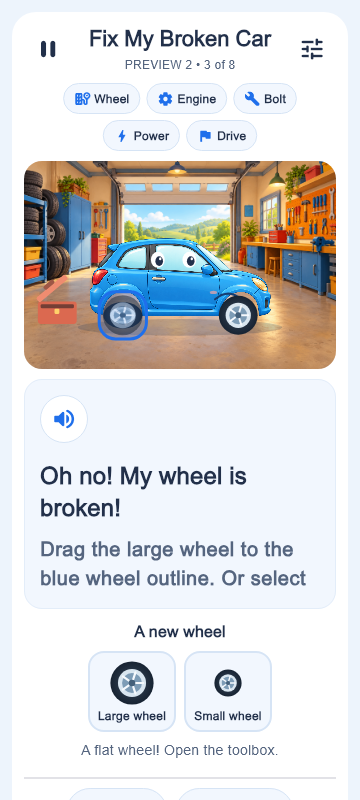 Fix My Broken Car
PREVIEW 2 • 3 of 8
Wheel
Engine
Bolt
Power
Drive
Oh no! My wheel is
broken!
Drag the large wheel to the
blue wheel outline. Or select
A new wheel
Large wheel
Small wheel
A flat wheel! Open the toolbox.